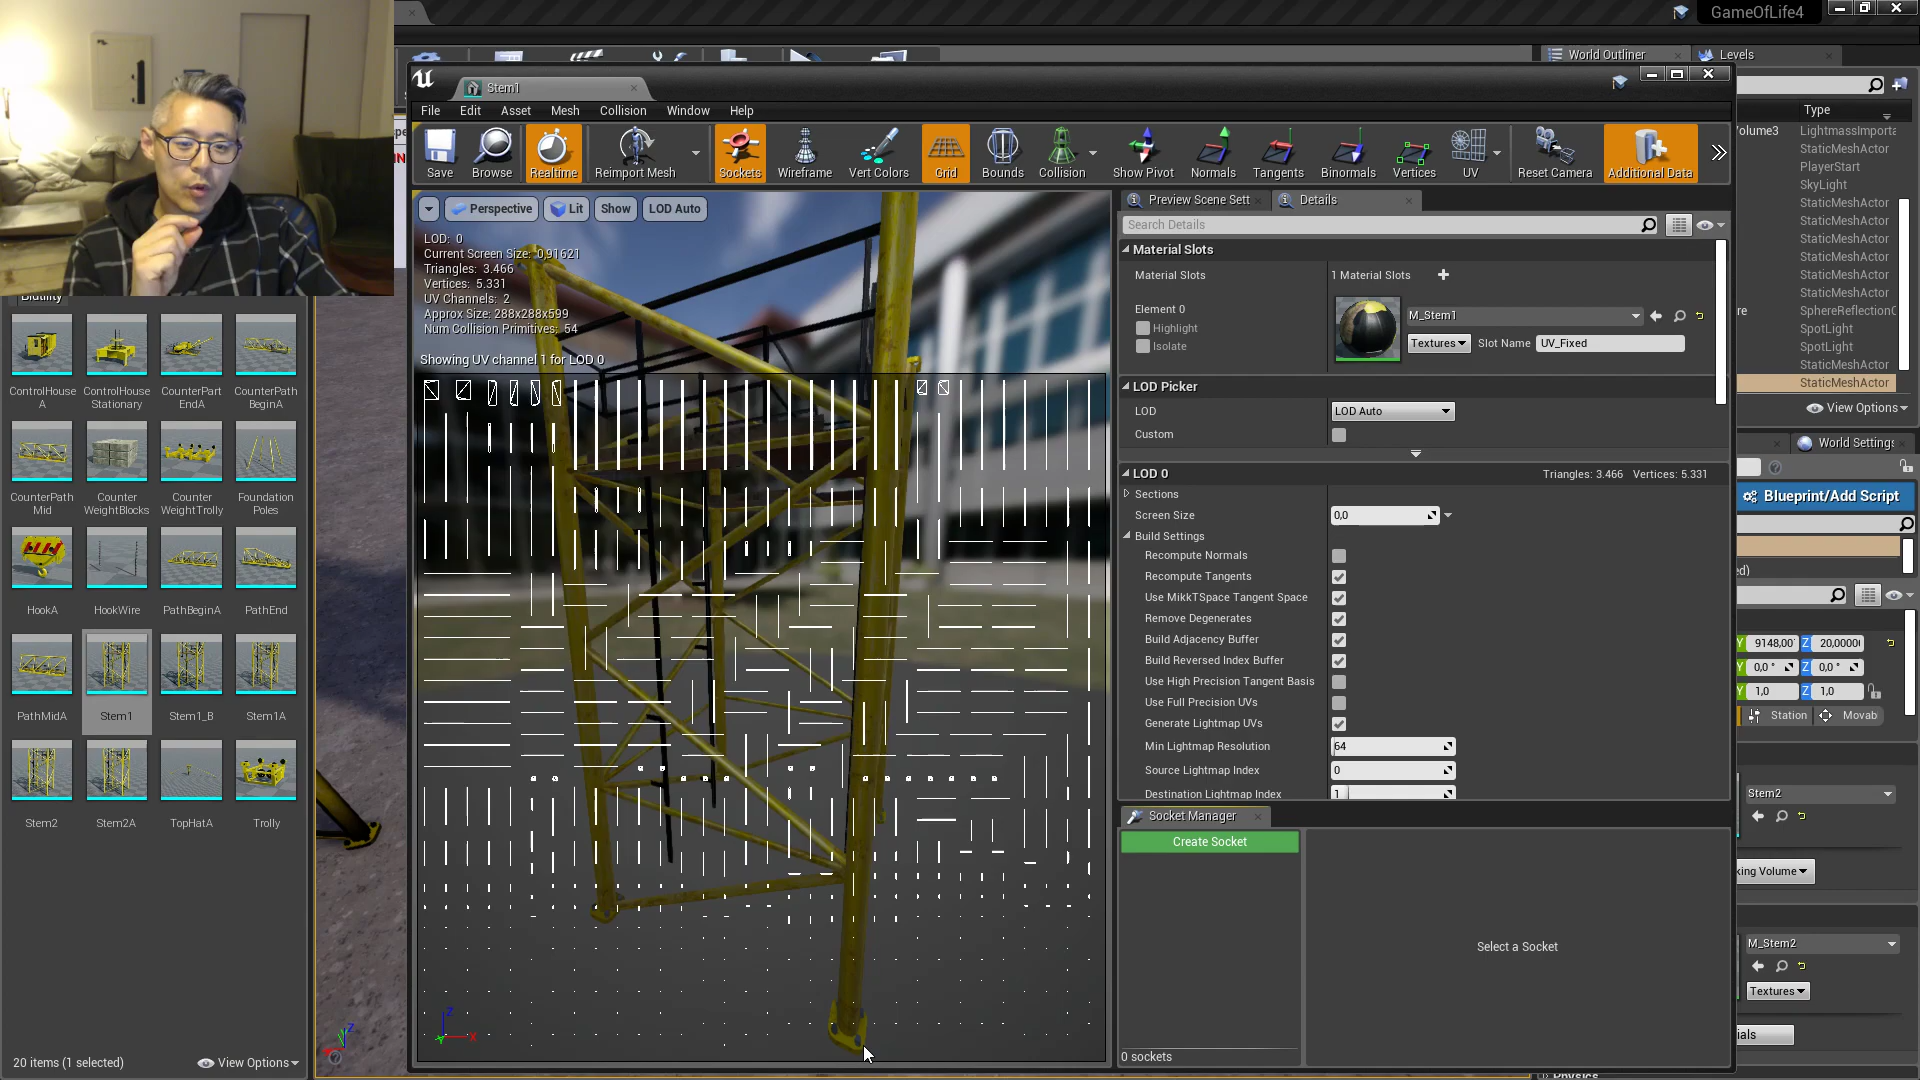 GameOfLife4
World Outliner
Levels
Stem1
File
Edit
Asset
Mesh
Collision
Window
Help
Type
Save
Browse
Realtime
Reimport Mesh
Sockets
Wireframe
Vert Colors
Grid
Bounds
Collision
Show Pivot
Normals
Tangents
Binormals
Vertices
UV
Reset Camera
Additional Data
olume3
LightmassImporta
StaticMeshActor
PlayerStart
SkyLight
StaticMeshActor
StaticMeshActor
StaticMeshActor
StaticMeshActor
StaticMeshActor
StaticMeshActor
re
SphereReflectionC
SpotLight
SpotLight
StaticMeshActor
StaticMeshActor
View Options
World Settings
Blueprint/Add Script
Perspective
Lit
Show
LOD Auto
LOD: 0
Current Screen Size: 0,91621
Triangles: 3.466
Vertices: 5.331
UV Channels: 2
Approx Size: 288x288x599
Num Collision Primitives: 54
Showing UV channel 1 for LOD 0
Preview Scene Sett
Details
Search Details
Material Slots
Material Slots
1 Material Slots
Element 0
Highlight
Isolate
M_Stem1
Textures
Slot Name
UV_Fixed
LOD Picker
LOD
LOD Auto
Custom
LOD 0
Triangles: 3.466 Vertices: 5.331
Sections
Screen Size
0,0
Build Settings
Recompute Normals
Recompute Tangents
Use MikkTSpace Tangent Space
Remove Degenerates
Build Adjacency Buffer
Build Reversed Index Buffer
Use High Precision Tangent Basis
Use Full Precision UVs
Generate Lightmap UVs
Min Lightmap Resolution
64
Source Lightmap Index
0
Destination Lightmap Index
1
Socket Manager
Create Socket
0 sockets
Select a Socket
ed)
Y 9148,00 Z 20,0000
0,0 ° Z 0,0 °
1,0 Z 1,0
Station
Movab
Stem2
king Volume
M_Stem2
Textures
ials
Blutility
ControlHouse
A
ControlHouse
Stationary
CounterPart
EndA
CounterPath
BeginA
CounterPath
Mid
Counter
WeightBlocks
Counter
WeightTrolly
Foundation
Poles
HookA
HookWire
PathBeginA
PathEnd
PathMidA
Stem1
Stem1_B
Stem1A
Stem2
Stem2A
TopHatA
Trolly
20 items (1 selected)
View Options
Z
X
Y